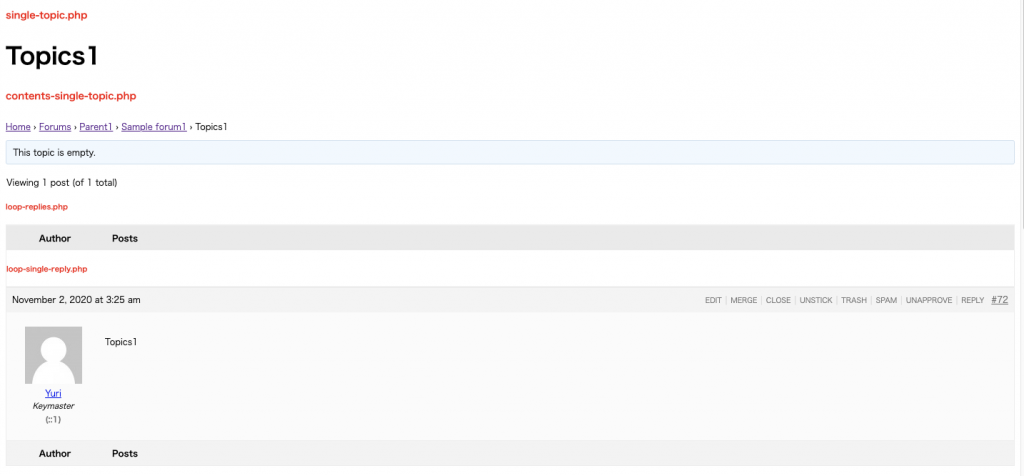 single-topic.php
Topics1
contents-single-topic.php
Home › Forums › Parent1 › Sample forum1 › Topics1
This topic is empty.
Viewing 1 post (of 1 total)
loop-replies.php
Author Posts
loop-single-reply.php
November 2, 2020 at 3:25 am EDIT | MERGE | CLOSE | UNSTICK | TRASH | SPAM | UNAPPROVE | REPLY #72
Topics1
Yuri
Keymaster
(::1)
Author Posts